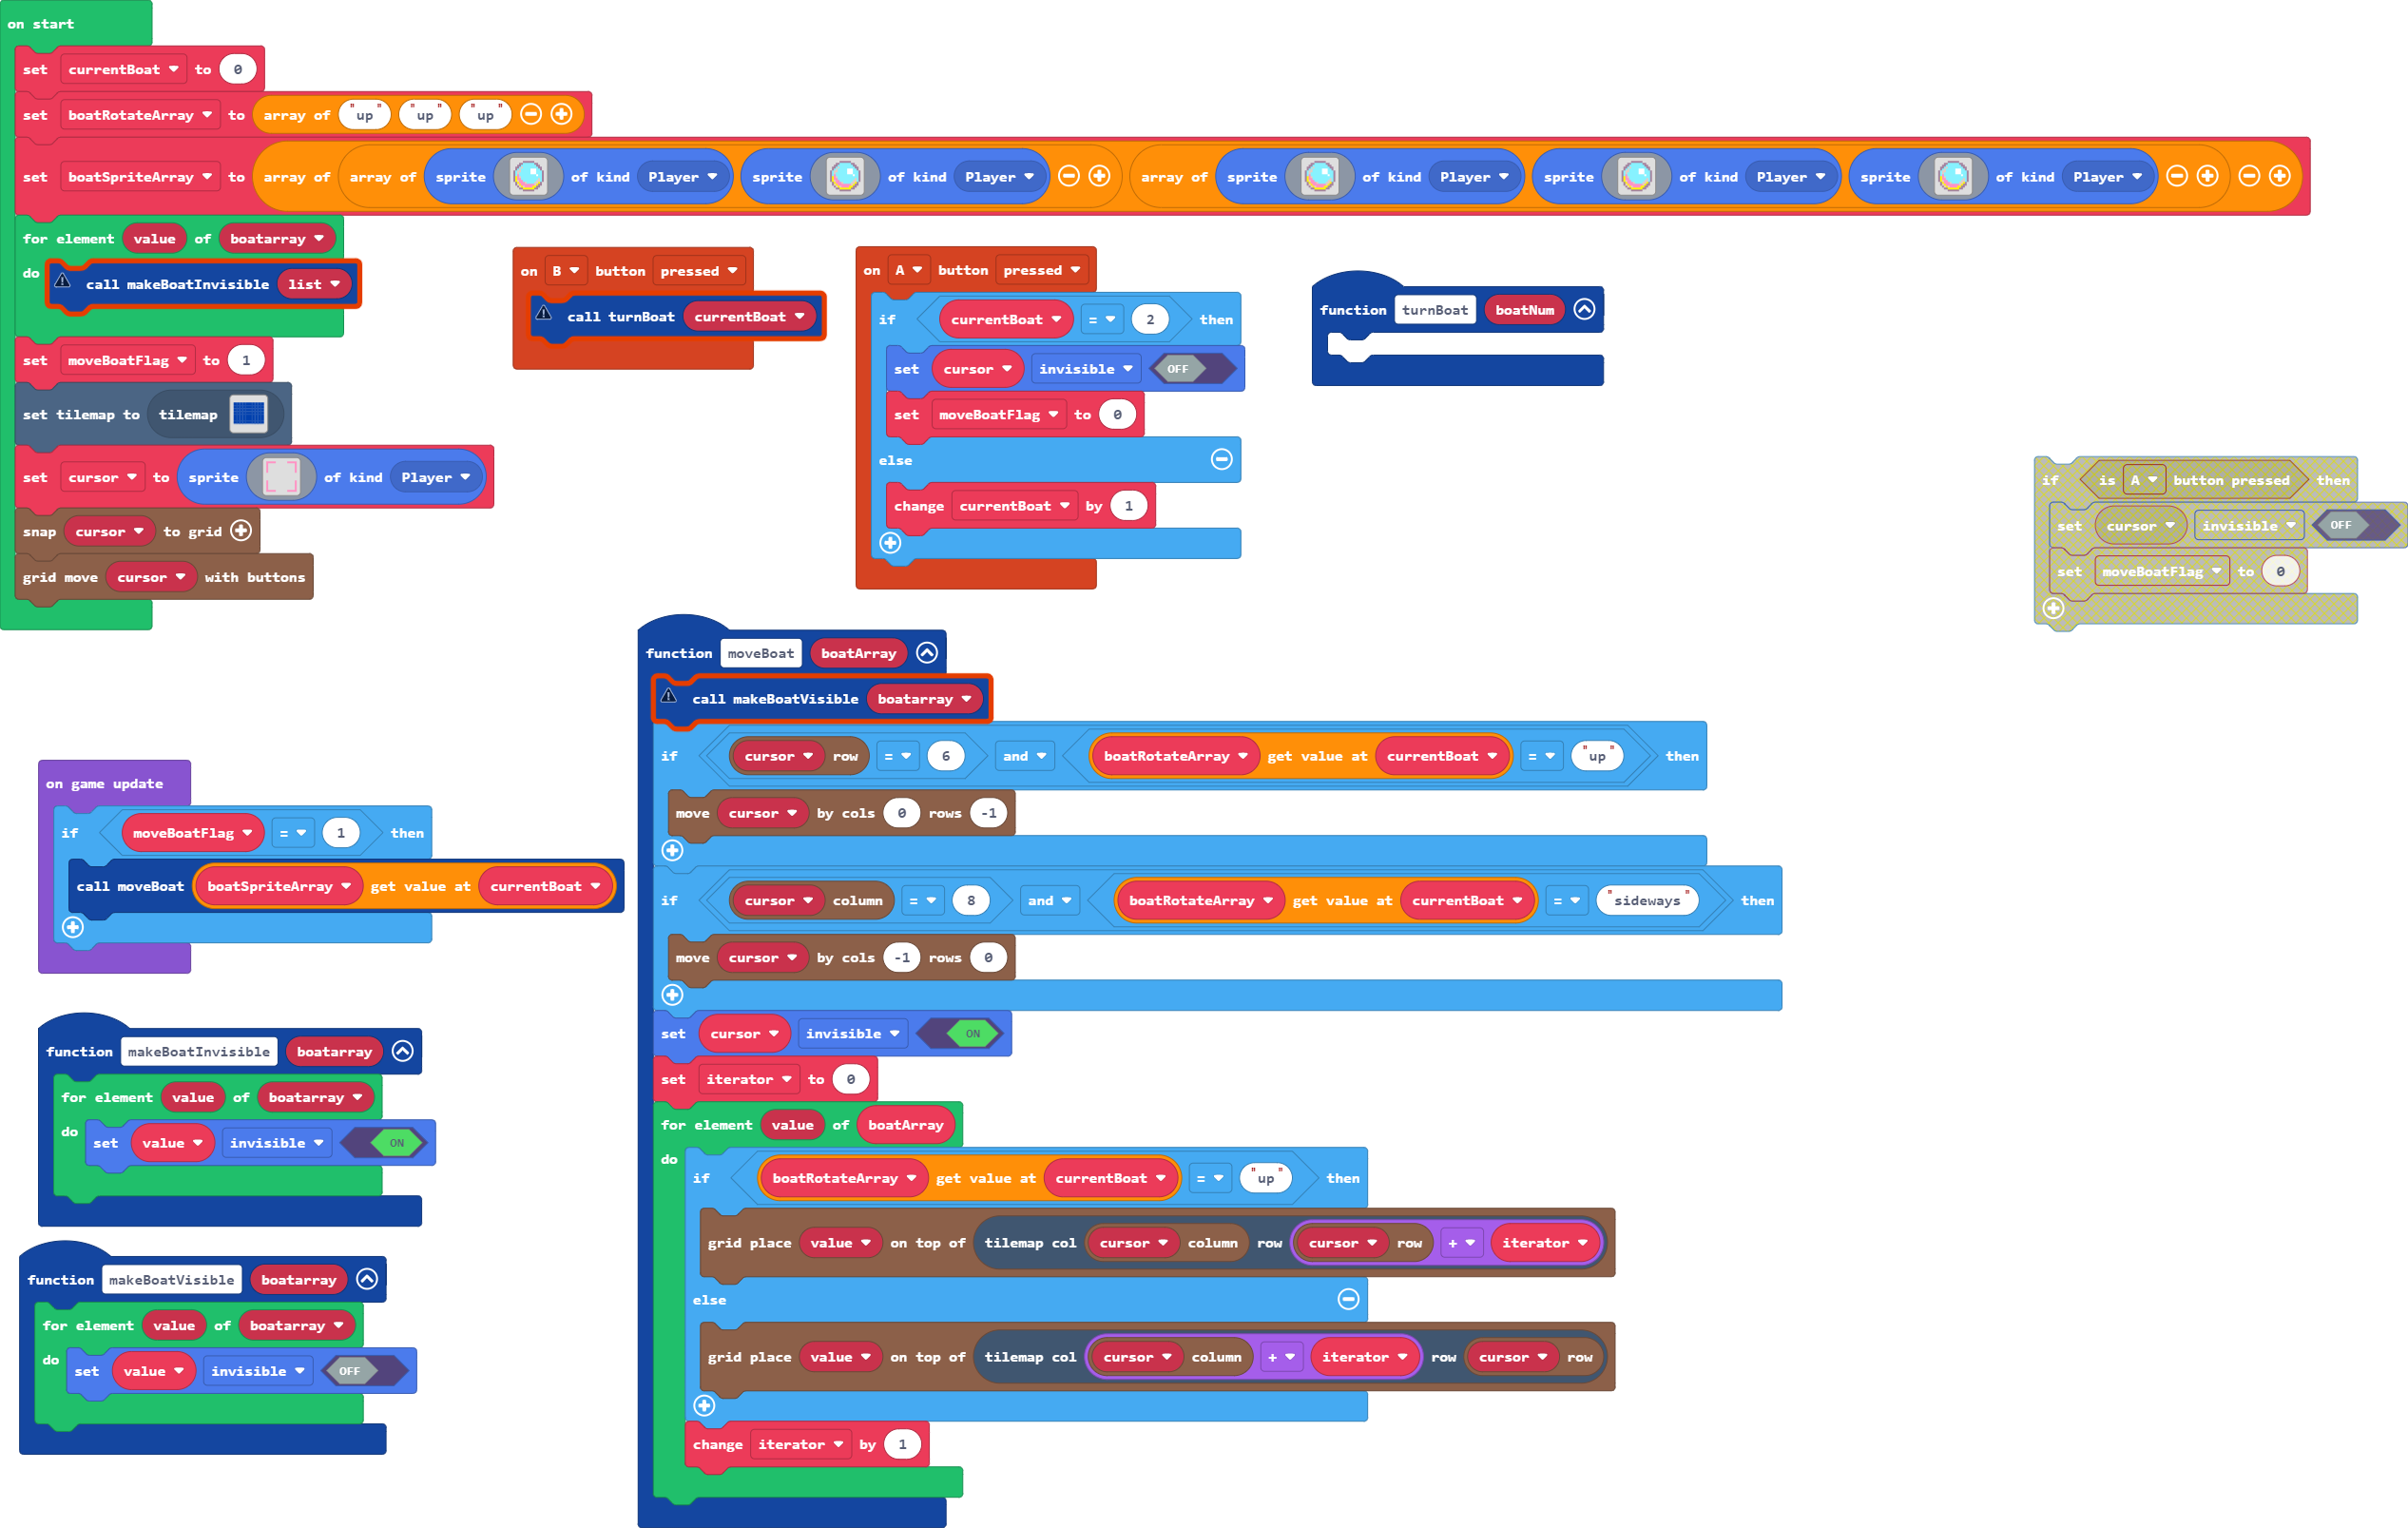 on start
set currentBoat to 0
set boatRotateArray to array of "up" "up" "up"
set boatSpriteArray to array of array of sprite of kind Player sprite of kind Player array of sprite of kind Player sprite of kind Player sprite of kind Player
for element value of boatarray
do call makeBoatInvisible list
set moveBoatFlag to 1
set tilemap to tilemap
set cursor to sprite of kind Player
snap cursor to grid
grid move cursor with buttons
on B button pressed
call turnBoat currentBoat
on A button pressed
if currentBoat = 2 then
set cursor invisible OFF
set moveBoatFlag to 0
else
change currentBoat by 1
function turnBoat boatNum
if is A button pressed then
set cursor invisible OFF
set moveBoatFlag to 0
function moveBoat boatArray
call makeBoatVisible boatarray
if cursor row = 6 and boatRotateArray get value at currentBoat = "up" then
move cursor by cols 0 rows -1
if cursor column = 8 and boatRotateArray get value at currentBoat = "sideways" then
move cursor by cols -1 rows 0
set cursor invisible ON
set iterator to 0
for element value of boatArray
do if boatRotateArray get value at currentBoat = "up" then
grid place value on top of tilemap col cursor column row cursor row + iterator
else
grid place value on top of tilemap col cursor column + iterator row cursor row
change iterator by 1
on game update
if moveBoatFlag = 1 then
call moveBoat boatSpriteArray get value at currentBoat
function makeBoatInvisible boatarray
for element value of boatarray
do set value invisible ON
function makeBoatVisible boatarray
for element value of boatarray
do set value invisible OFF